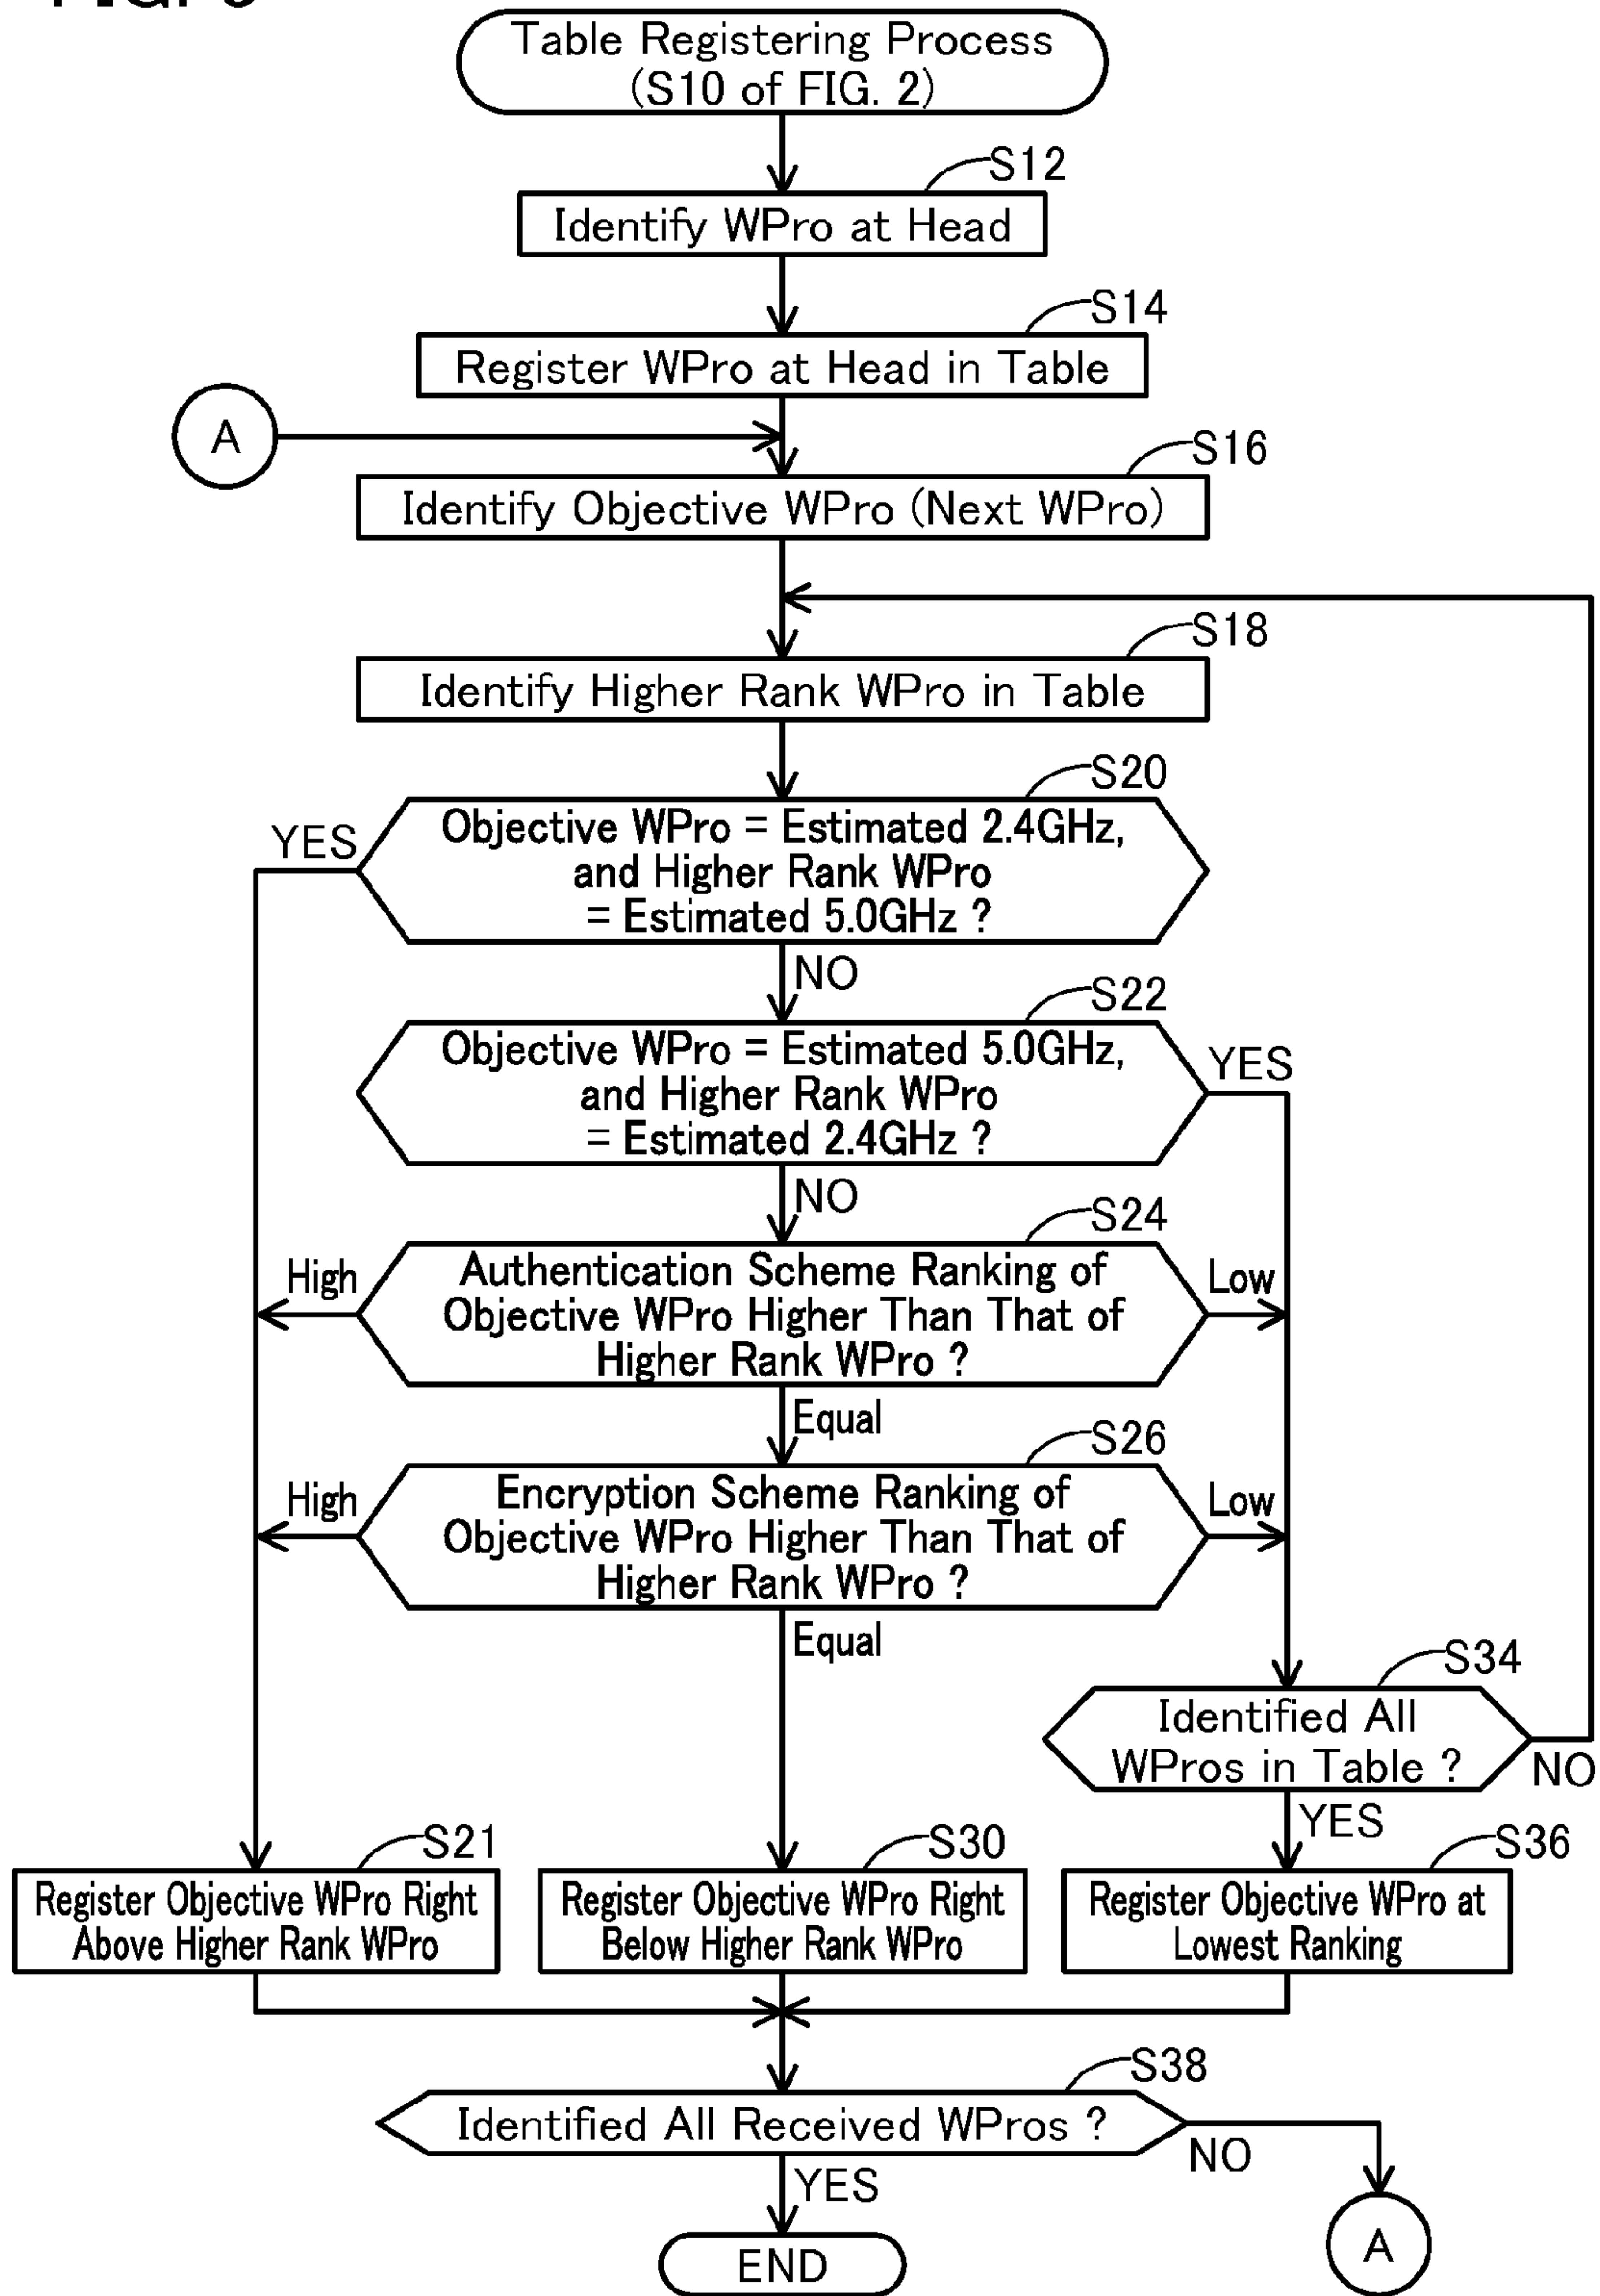 Table Registering Process
(S10 of FIG. 2)
S12
Identify WPro at Head
S14
Register WPro at Head in Table
A
S16
Identify Objective WPro (Next WPro)
S18
Identify Higher Rank WPro in Table
S20
YES
Objective WPro = Estimated 2.4GHz,
and Higher Rank WPro
= Estimated 5.0GHz ?
NO
S22
Objective WPro = Estimated 5.0GHz,
and Higher Rank WPro
= Estimated 2.4GHz ?
YES
NO
S24
High
Authentication Scheme Ranking of
Objective WPro Higher Than That of
Higher Rank WPro ?
Low
Equal
S26
High
Encryption Scheme Ranking of
Objective WPro Higher Than That of
Higher Rank WPro ?
Low
Equal
S34
Identified All
WPros in Table ?
NO
YES
S21
Register Objective WPro Right
Above Higher Rank WPro
S30
Register Objective WPro Right
Below Higher Rank WPro
S36
Register Objective WPro at
Lowest Ranking
S38
Identified All Received WPros ?
NO
YES
END
A